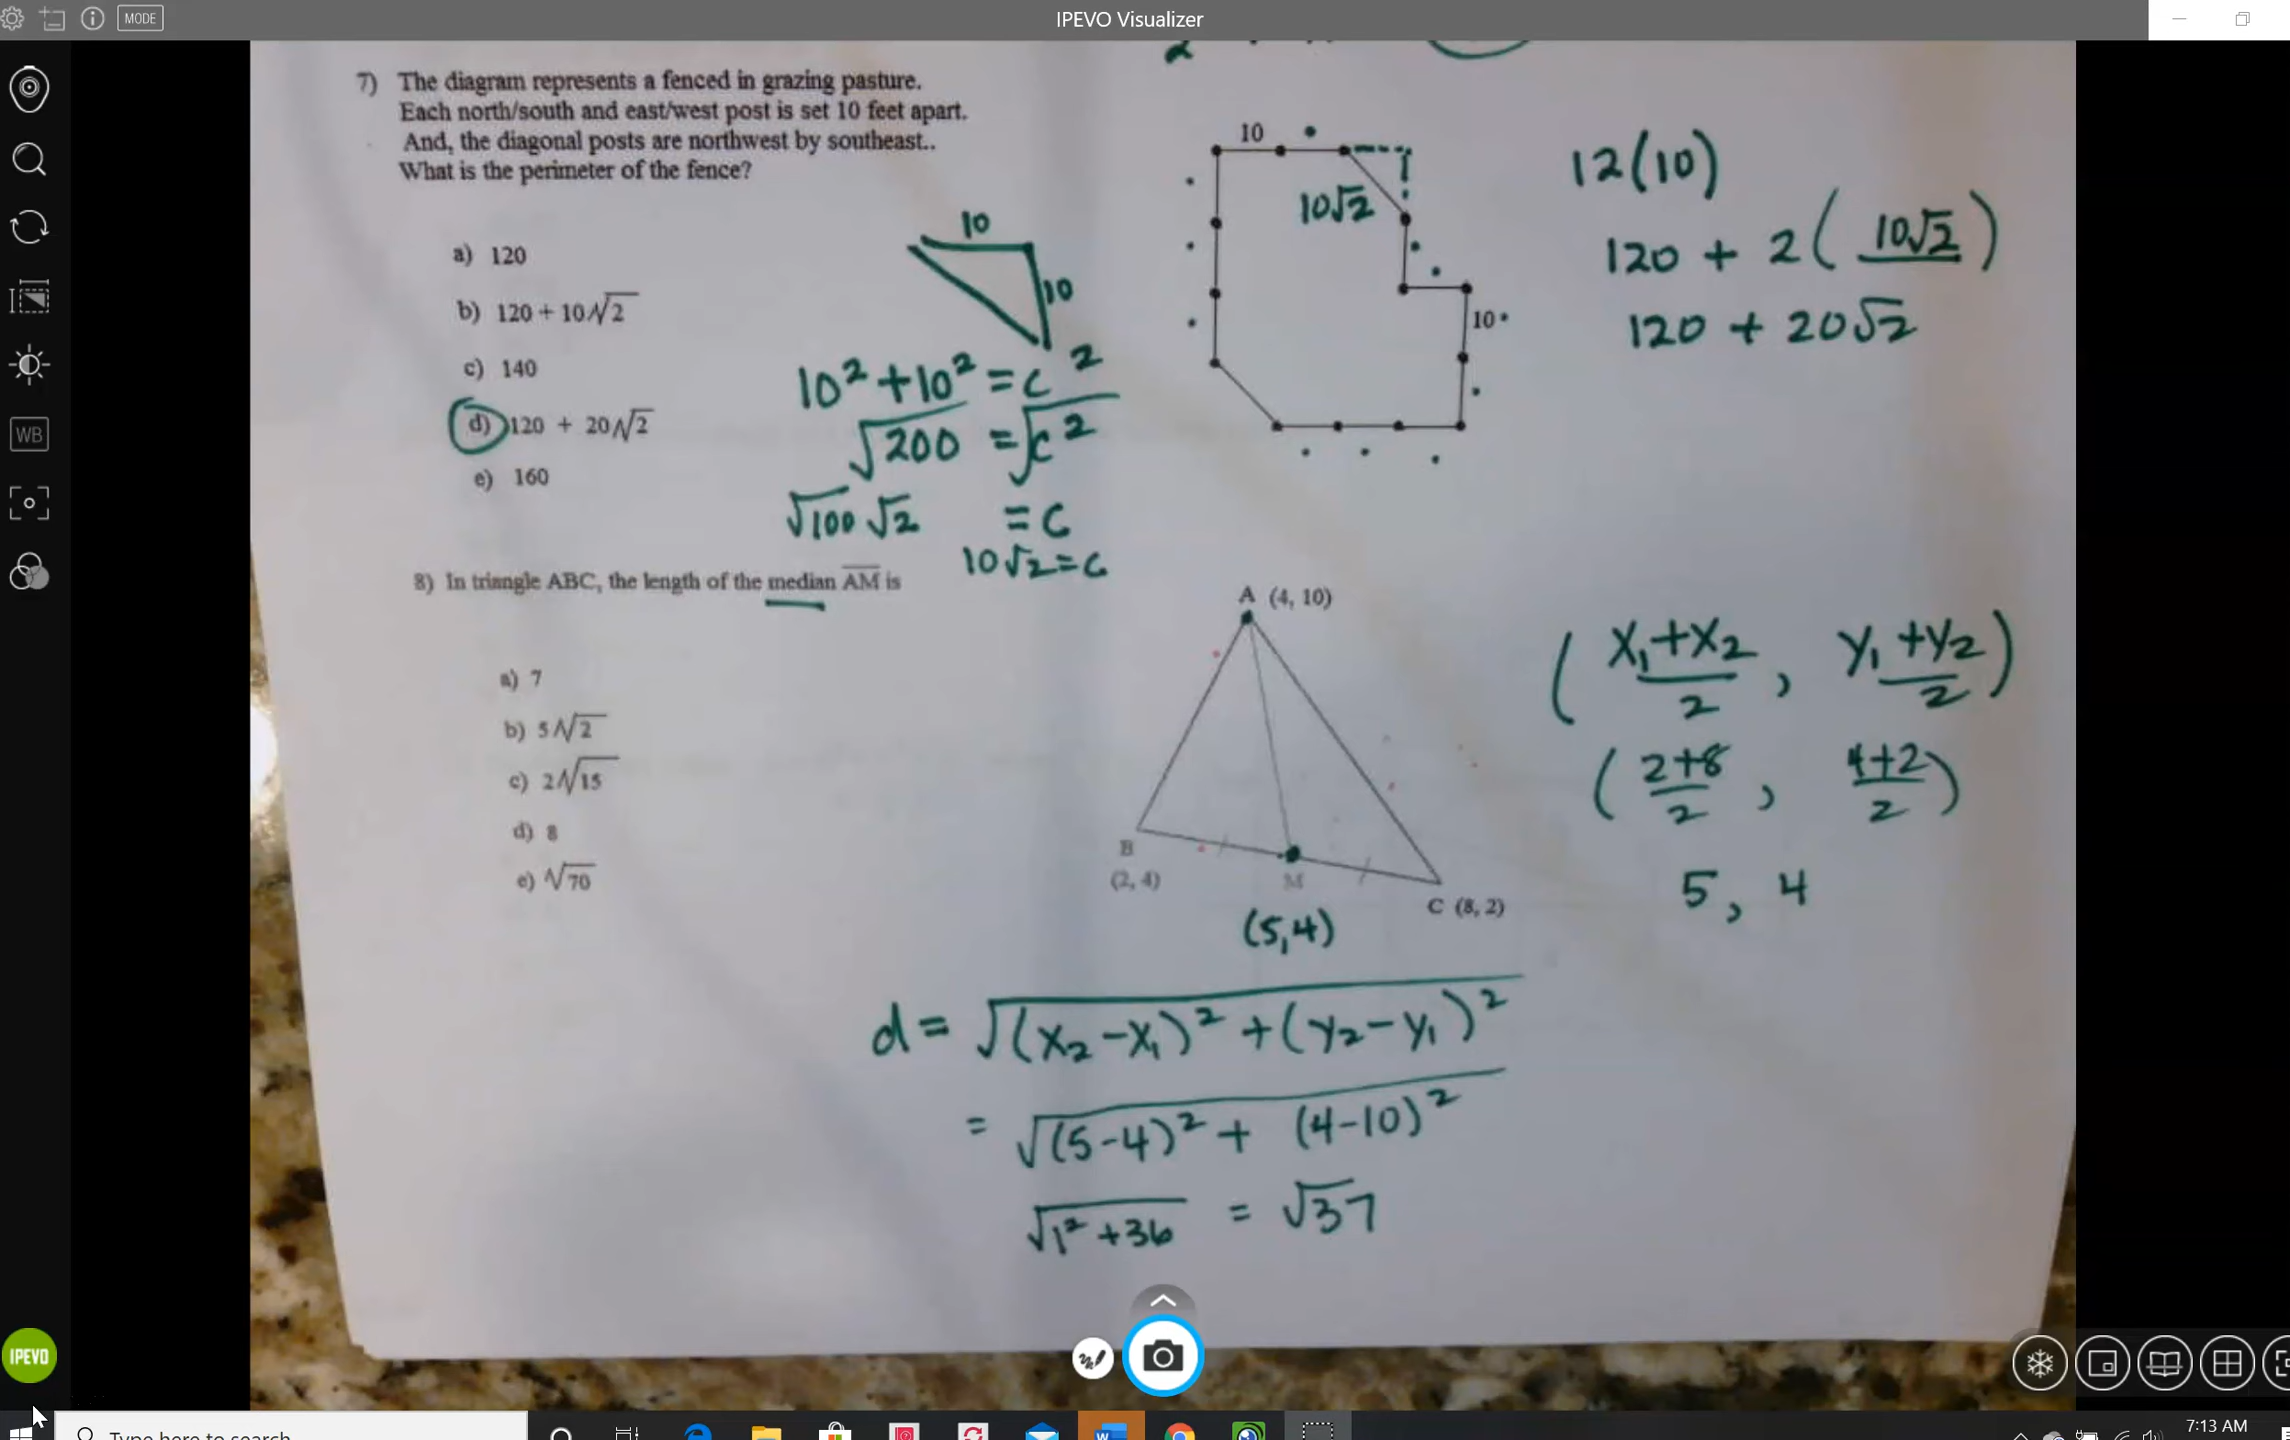 MODE
IPEVO Visualizer
7) The diagram represents a fenced in grazing pasture.
Each north/south and east/west post is set 10 feet apart.
And, the diagonal posts are northwest by southeast..
What is the perimeter of the fence?
a) 120
b) 120 + 10√2
c) 140
d) 120 + 20√2
e) 160
10
10
10² + 10² = c²
√200 = √c²
√100 √2 = c
10√2 = c
10
10√2
10
12(10)
120 + 2(10√2)
120 + 20√2
8) In triangle ABC, the length of the median AM is
a) 7
b) 5√2
c) 2√15
d) 8
e) √70
A (4, 10)
B
(2, 4)
M
C (8, 2)
(5,4)
(x₁+x₂/2, y₁+y₂/2)
(2+8/2, 4+2/2)
5, 4
d = √(x₂-x₁)² + (y₂-y₁)²
= √(5-4)² + (4-10)²
√1² + 36 = √37
WB
IPEVO
Type here to search
7:13 AM